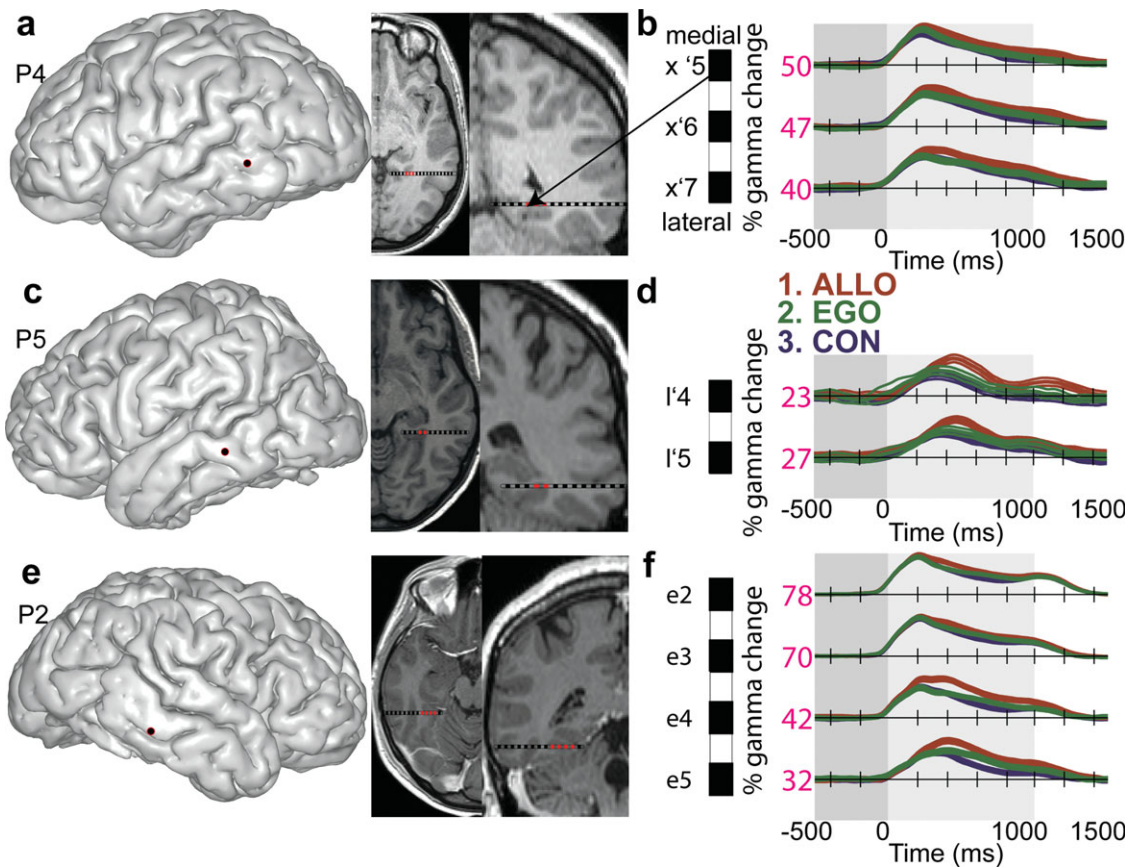 a
P4
medial
x ‘5
x‘6
x‘7
lateral
b
% gamma change
50
47
40
-500 0 1000 1500
Time (ms)
c
P5
l‘4
l‘5
d
1. ALLO
2. EGO
3. CON
% gamma change
23
27
-500 0 1000 1500
Time (ms)
e
P2
e2
e3
e4
e5
f
% gamma change
78
70
42
32
-500 0 1000 1500
Time (ms)